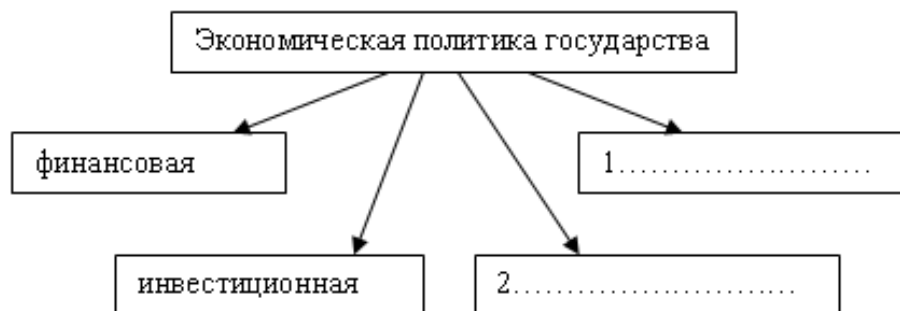 Экономическая политика государства
финансовая
1........................
инвестиционная
2...........................